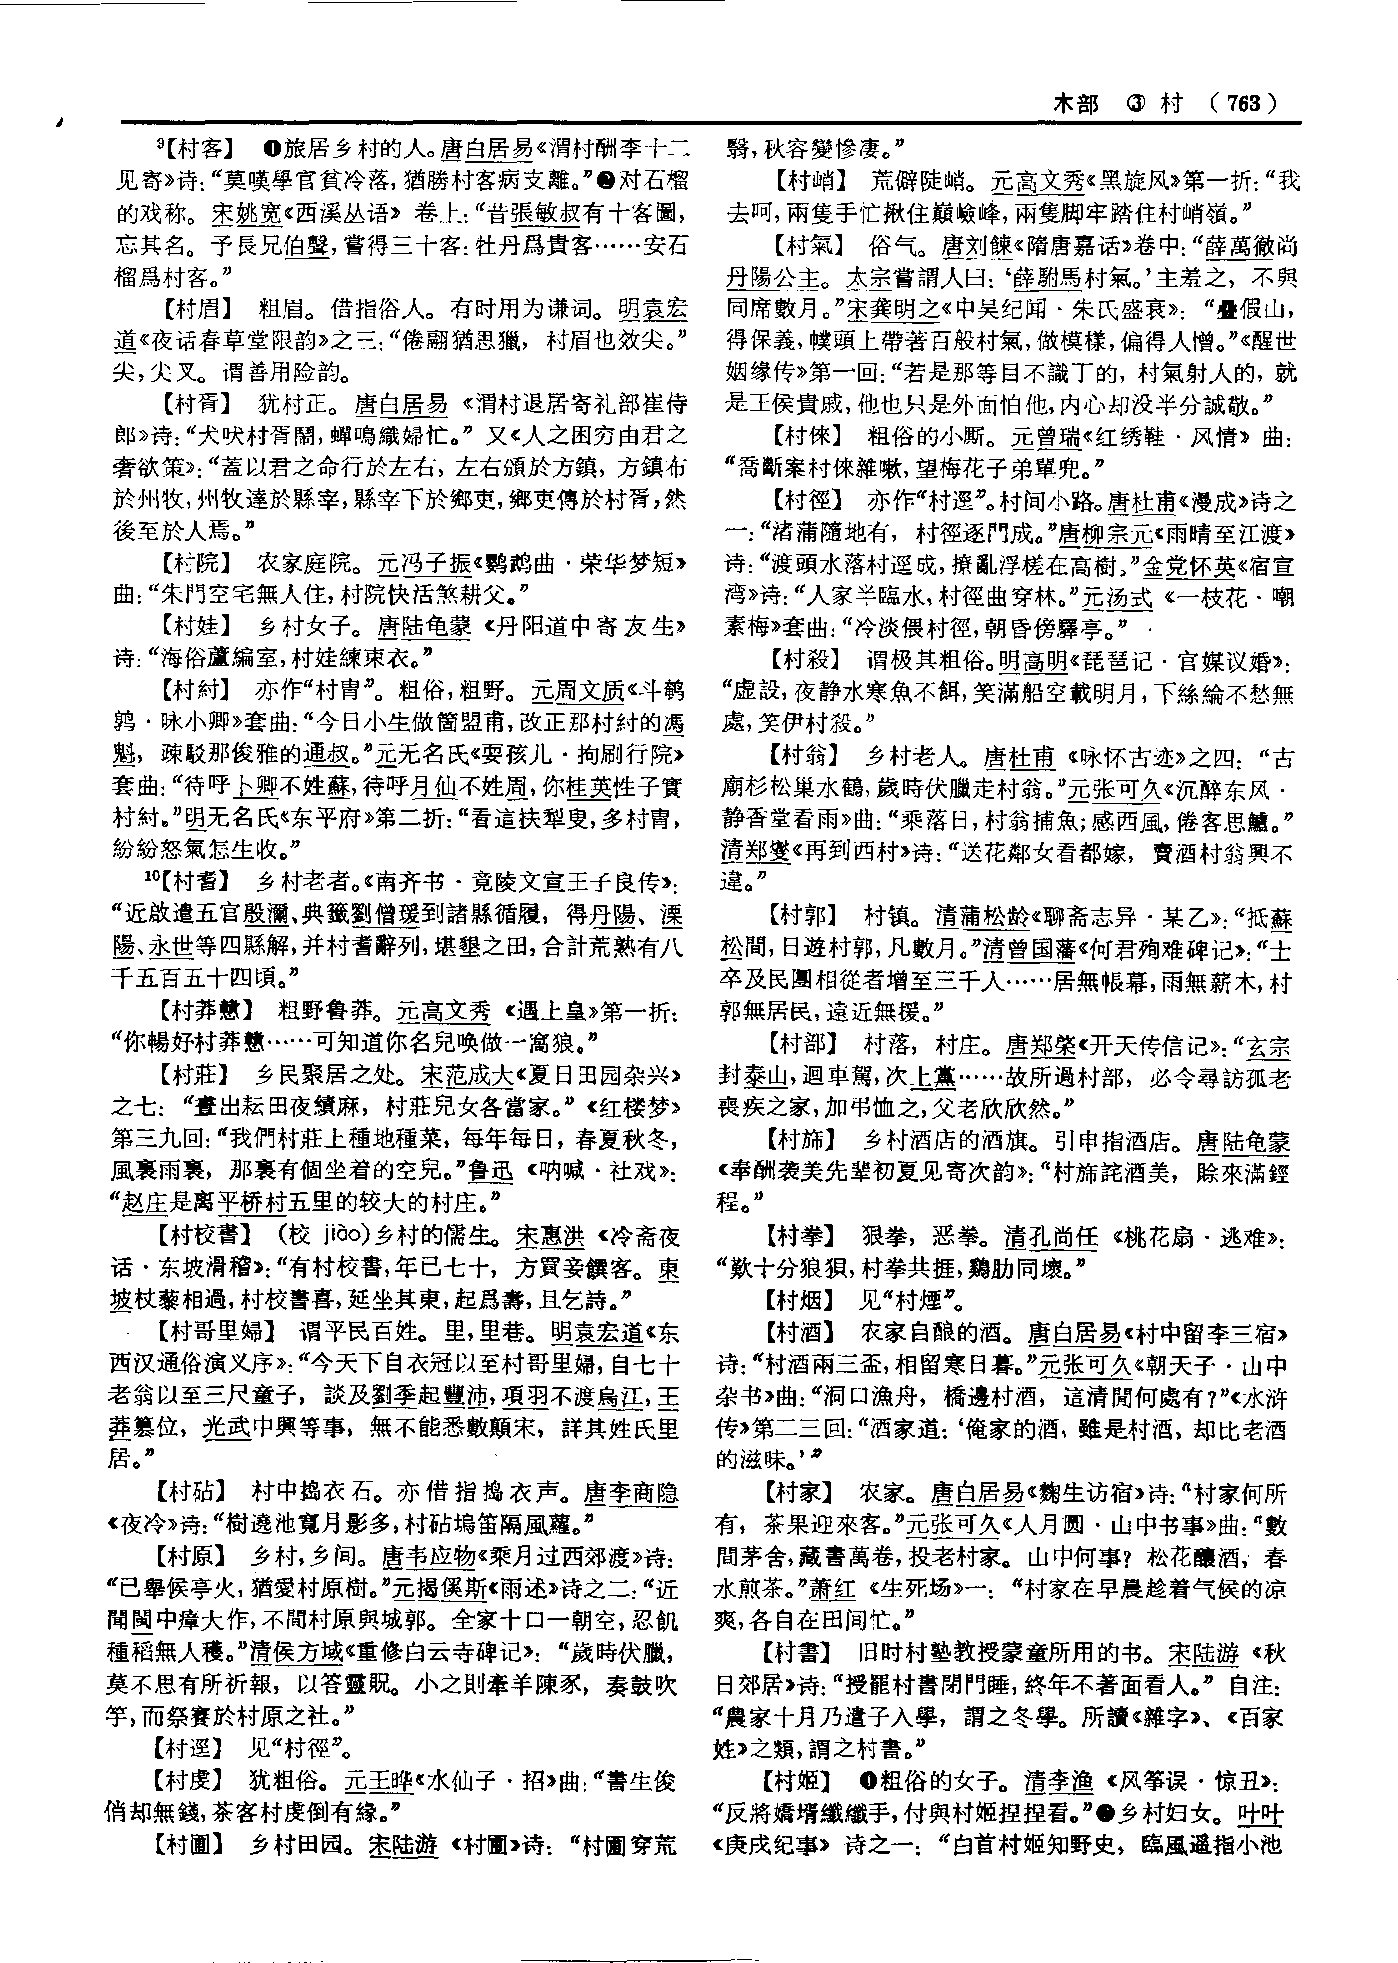 木部 ③ 村 （763）
⁹【村客】 ❶旅居乡村的人。唐白居易《渭村酬李十二
见寄》诗：“莫嘆學官貧冷落，猶勝村客病支離。”❷对石榴
的戏称。宋姚宽《西溪丛语》卷上：“昔張敏叔有十客圖，
忘其名。予長兄伯聲，嘗得三十客：牡丹爲貴客……安石
榴爲村客。”
【村眉】 粗眉。借指俗人。有时用为谦词。明袁宏
道《夜话春草堂限韵》之三：“倦翮猶思獵，村眉也效尖。”
尖，尖叉。谓善用险韵。
【村胥】 犹村正。唐白居易《渭村退居寄礼部崔侍
郎》诗：“犬吠村胥鬧，蟬鳴織婦忙。”又《人之困穷由君之
奢欲策》：“蓋以君之命行於左右，左右頒於方鎮，方鎮布
於州牧，州牧達於縣宰，縣宰下於鄉吏，鄉吏傳於村胥，然
後至於人焉。”
【村院】 农家庭院。元冯子振《鹦鹉曲·荣华梦短》
曲：“朱門空宅無人住，村院快活煞耕父。”
【村娃】 乡村女子。唐陆龟蒙《丹阳道中寄友生》
诗：“海俗蘆編室，村娃練束衣。”
【村紂】 亦作“村胄”。粗俗，粗野。元周文质《斗鹌
鹑·咏小卿》套曲：“今日小生做箇盟甫，改正那村紂的馮
魁，疎駁那俊雅的通叔。”元无名氏《耍孩儿·拘刷行院》
套曲：“待呼卜卿不姓蘇，待呼月仙不姓周，你桂英性子實
村紂。”明无名氏《东平府》第二折：“看這扶犁叟，多村胄，
紛紛怒氣怎生收。”
¹⁰【村耆】 乡村老者。《南齐书·竟陵文宣王子良传》：
“近啟遣五官殷瀰、典籤劉僧瑗到諸縣循履，得丹陽、溧
陽、永世等四縣解，并村耆辭列，堪墾之田，合計荒熟有八
千五百五十四頃。”
【村莽戇】 粗野鲁莽。元高文秀《遇上皇》第一折：
“你暢好村莽戇……可知道你名兒唤做一窩狼。”
【村莊】 乡民聚居之处。宋范成大《夏日田园杂兴》
之七：“晝出耘田夜績麻，村莊兒女各當家。”《红楼梦》
第三九回：“我們村莊上種地種菜，每年每日，春夏秋冬，
風裏雨裏，那裏有個坐着的空兒。”鲁迅《呐喊·社戏》：
“赵庄是离平桥村五里的较大的村庄。”
【村校書】 （校 jiào）乡村的儒生。宋惠洪《冷斋夜
话·东坡滑稽》：“有村校書，年已七十，方買妾饌客。東
坡杖藜相過，村校書喜，延坐其東，起爲壽，且乞詩。”
【村哥里婦】 谓平民百姓。里，里巷。明袁宏道《东
西汉通俗演义序》：“今天下自衣冠以至村哥里婦，自七十
老翁以至三尺童子，談及劉季起豐沛，項羽不渡烏江，王
莽篡位，光武中興等事，無不能悉數顛宋，詳其姓氏里
居。”
【村砧】 村中捣衣石。亦借指捣衣声。唐李商隐
《夜冷》诗：“樹遶池寬月影多，村砧塢笛隔風蘿。”
【村原】 乡村，乡间。唐韦应物《乘月过西郊渡》诗：
“已舉候亭火，猶愛村原樹。”元揭傒斯《雨述》诗之二：“近
聞閩中瘴大作，不問村原與城郭。全家十口一朝空，忍飢
種稻無人穫。”清侯方域《重修白云寺碑记》：“歲時伏臘，
莫不思有所祈報，以答靈貺。小之則牽羊陳豕，奏鼓吹
竽，而祭賽於村原之社。”
【村逕】 见“村徑”。
【村虔】 犹粗俗。元王晔《水仙子·招》曲：“書生俊
俏却無錢，茶客村虔倒有緣。”
【村圃】 乡村田园。宋陆游《村圃》诗：“村圃穿荒
翳，秋容變慘凄。”
【村峭】 荒僻陡峭。元高文秀《黑旋风》第一折：“我
去呵，兩隻手忙揪住巔嶮峰，兩隻脚牢踏住村峭嶺。”
【村氣】 俗气。唐刘餗《隋唐嘉话》卷中：“薛萬徹尚
丹陽公主。太宗嘗謂人曰：‘薛駙馬村氣。’主羞之，不與
同席數月。”宋龚明之《中吴纪闻·朱氏盛衰》：“疊假山，
得保義，幞頭上帶著百般村氣，做模樣，偏得人憎。”《醒世
姻缘传》第一回：“若是那等目不識丁的，村氣射人的，就
是王侯貴戚，他也只是外面怕他，内心却没半分誠敬。”
【村倈】 粗俗的小厮。元曾瑞《红绣鞋·风情》曲：
“喬斷案村倈雜嗽，望梅花子弟單兜。”
【村徑】 亦作“村逕”。村间小路。唐杜甫《漫成》诗之
一：“渚蒲隨地有，村徑逐門成。”唐柳宗元《雨晴至江渡》
诗：“渡頭水落村逕成，撩亂浮槎在高樹。”金党怀英《宿宣
湾》诗：“人家半臨水，村徑曲穿林。”元汤式《一枝花·嘲
素梅》套曲：“冷淡偎村徑，朝昏傍驛亭。”
【村殺】 谓极其粗俗。明高明《琵琶记·官媒议婚》：
“虚設，夜静水寒魚不餌，笑滿船空載明月，下絲綸不愁無
處，笑伊村殺。”
【村翁】 乡村老人。唐杜甫《咏怀古迹》之四：“古
廟杉松巢水鶴，歲時伏臘走村翁。”元张可久《沉醉东风·
静香堂看雨》曲：“乘落日，村翁捕魚；感西風，倦客思鱸。”
清郑燮《再到西村》诗：“送花鄰女看都嫁，賣酒村翁興不
違。”
【村郭】 村镇。清蒲松龄《聊斋志异·某乙》：“抵蘇
松間，日遊村郭，凡數月。”清曾国藩《何君殉难碑记》：“士
卒及民團相從者增至三千人……居無帳幕，雨無薪木，村
郭無居民，遠近無援。”
【村部】 村落，村庄。唐郑棨《开天传信记》：“玄宗
封泰山，迴車駕，次上黨……故所過村部，必令尋訪孤老
喪疾之家，加弔恤之，父老欣欣然。”
【村斾】 乡村酒店的酒旗。引申指酒店。唐陆龟蒙
《奉酬袭美先辈初夏见寄次韵》：“村斾詫酒美，賒來滿鋞
程。”
【村拳】 狠拳，恶拳。清孔尚任《桃花扇·逃难》：
“歎十分狼狽，村拳共捱，鷄肋同壞。”
【村烟】 见“村煙”。
【村酒】 农家自酿的酒。唐白居易《村中留李三宿》
诗：“村酒兩三盃，相留寒日暮。”元张可久《朝天子·山中
杂书》曲：“洞口漁舟，橋邊村酒，這清閒何處有？”《水浒
传》第二三回：“酒家道：‘俺家的酒，雖是村酒，却比老酒
的滋味。’”
【村家】 农家。唐白居易《麹生访宿》诗：“村家何所
有，茶果迎來客。”元张可久《人月圆·山中书事》曲：“數
間茅舍，藏書萬卷，投老村家。山中何事？松花釀酒，春
水煎茶。”萧红《生死场》一：“村家在早晨趁着气候的凉
爽，各自在田间忙。”
【村書】 旧时村塾教授蒙童所用的书。宋陆游《秋
日郊居》诗：“授罷村書閉門睡，終年不著面看人。”自注：
“農家十月乃遣子入學，謂之冬學。所讀《雜字》、《百家
姓》之類，謂之村書。”
【村姬】 ❶粗俗的女子。清李渔《风筝误·惊丑》：
“反將嬌壻纖纖手，付與村姬捏捏看。”❷乡村妇女。叶叶
《庚戌纪事》诗之一：“白首村姬知野史，臨風遥指小池